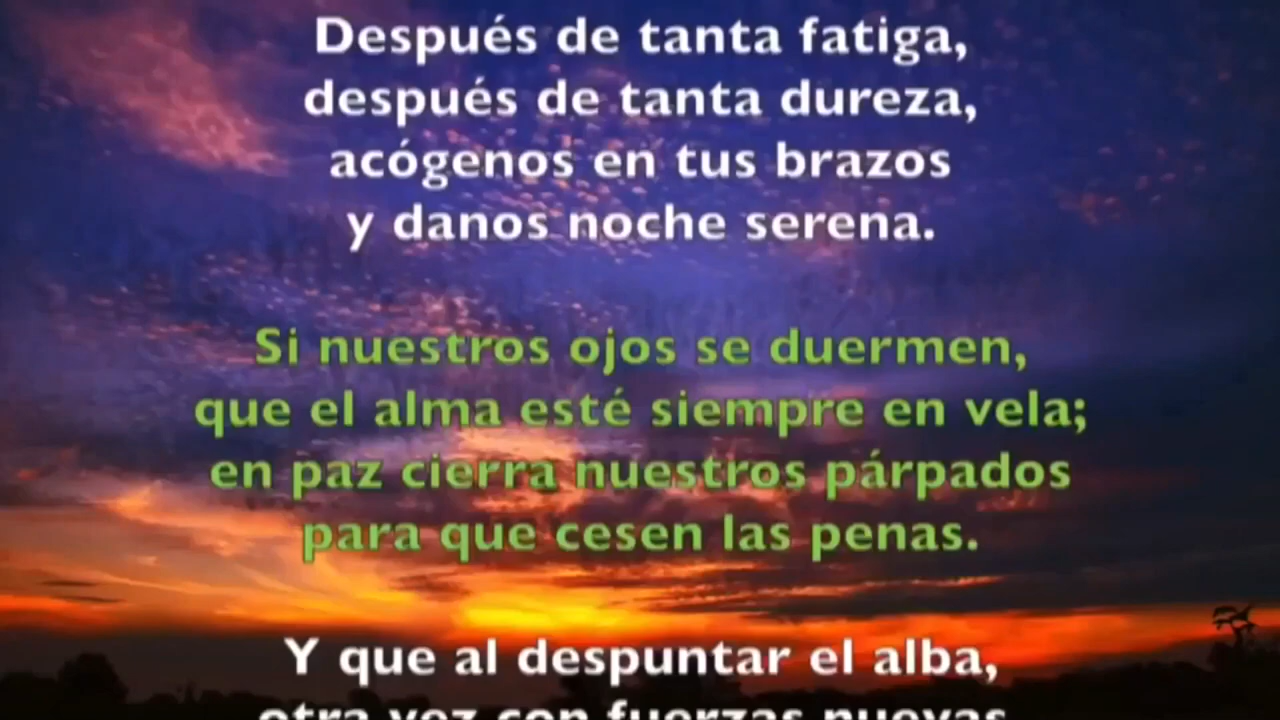 Después de tanta fatiga,
después de tanta dureza,
acógenos en tus brazos
y danos noche serena.
Si nuestros ojos se duermen,
que el alma esté siempre en vela;
en paz cierra nuestros párpados
para que cesen las penas.
Y que al despuntar el alba,
otra vez con fuerzas nuevas